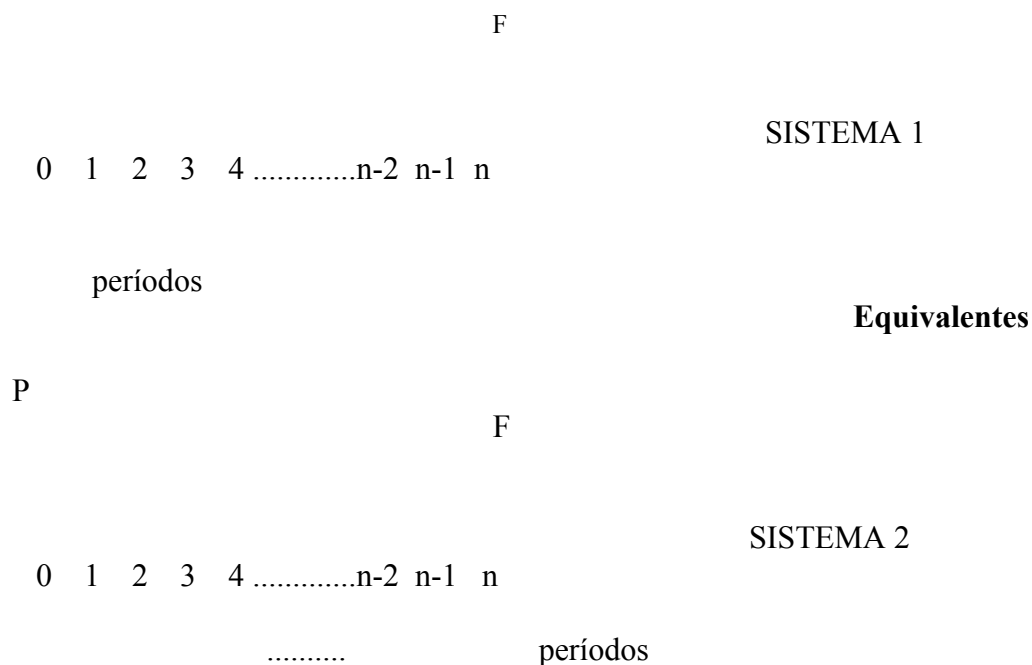 F
SISTEMA 1
0 1 2 3 4 .............n-2 n-1 n
períodos
Equivalentes
P
F
SISTEMA 2
0 1 2 3 4 .............n-2 n-1 n
.......... períodos